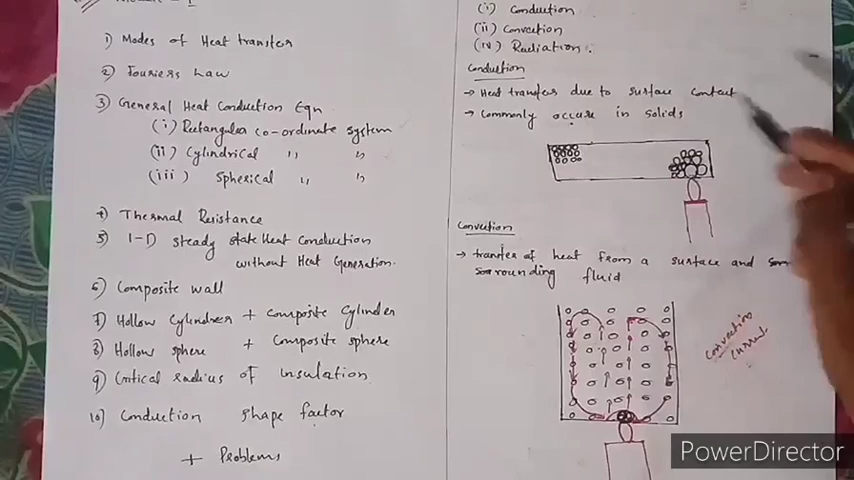 1) Modes of Heat transfer
2) Fouriers Law
3) General Heat Conduction Eqn
(i) Rectangular co-ordinate system
(ii) Cylindrical " "
(iii) Spherical " "
4) Thermal Resistance
5) 1-D steady state Heat Conduction
without Heat Generation.
6) Composite wall
7) Hollow Cylinder + Composite Cylinder
8) Hollow sphere + Composite sphere
9) Critical radius of insulation
10) Conduction shape factor
+ Problems
(i) Conduction
(ii) Convection
(iv) Radiation.
Conduction
→ Heat transfer due to surface contact
→ Commonly occure in solids
Convection
→ transfer of heat from a surface and
sorrounding fluid
convection
current
PowerDirector